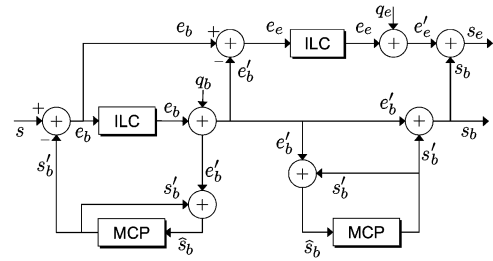 q_e
e_b + e_e ILC e_e + e'_e + s_e
− e'_b s_b
q_b
+ s + e_b ILC e_b + e'_b + s_b
− s'_b e'_b e'_b s'_b
s'_b + + s'_b
MCP ŝ_b ŝ_b MCP